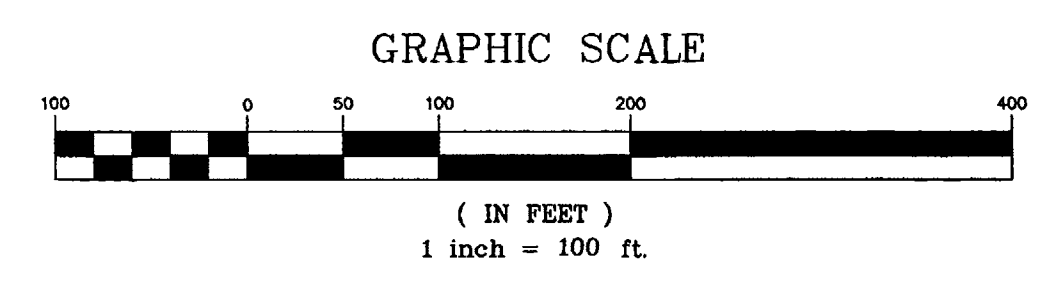 GRAPHIC SCALE
100 0 50 100 200 400
( IN FEET )
1 inch = 100 ft.